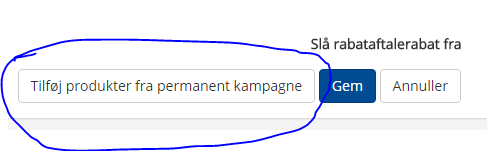 Slå rabataftalerabat fra
Tilføj produkter fra permanent kampagne Gem Annuller